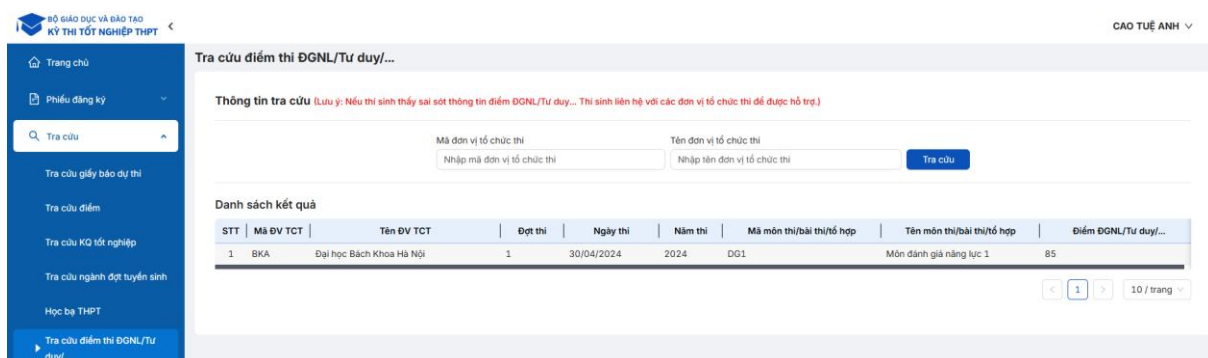 BỘ GIÁO DỤC VÀ ĐÀO TẠO
KỲ THI TỐT NGHIỆP THPT
CAO TUỆ ANH
Trang chủ
Phiếu đăng ký
Tra cứu
Tra cứu giấy báo dự thi
Tra cứu điểm
Tra cứu KQ tốt nghiệp
Tra cứu ngành đợt tuyển sinh
Học bạ THPT
Tra cứu điểm thi ĐGNL/Tư
duy/
Tra cứu điểm thi ĐGNL/Tư duy/...
Thông tin tra cứu (Lưu ý: Nếu thí sinh thấy sai sót thông tin điểm ĐGNL/Tư duy... Thí sinh liên hệ với các đơn vị tổ chức thi để được hỗ trợ.)
Mã đơn vị tổ chức thi Tên đơn vị tổ chức thi
Nhập mã đơn vị tổ chức thi Nhập tên đơn vị tổ chức thi Tra cứu
Danh sách kết quả
STT Mã ĐV TCT Tên ĐV TCT Đợt thi Ngày thi Năm thi Mã môn thi/bài thi/tổ hợp Tên môn thi/bài thi/tổ hợp Điểm ĐGNL/Tư duy/...
1 BKA Đại học Bách Khoa Hà Nội 1 30/04/2024 2024 DG1 Môn đánh giá năng lực 1 85
< 1 > 10 / trang